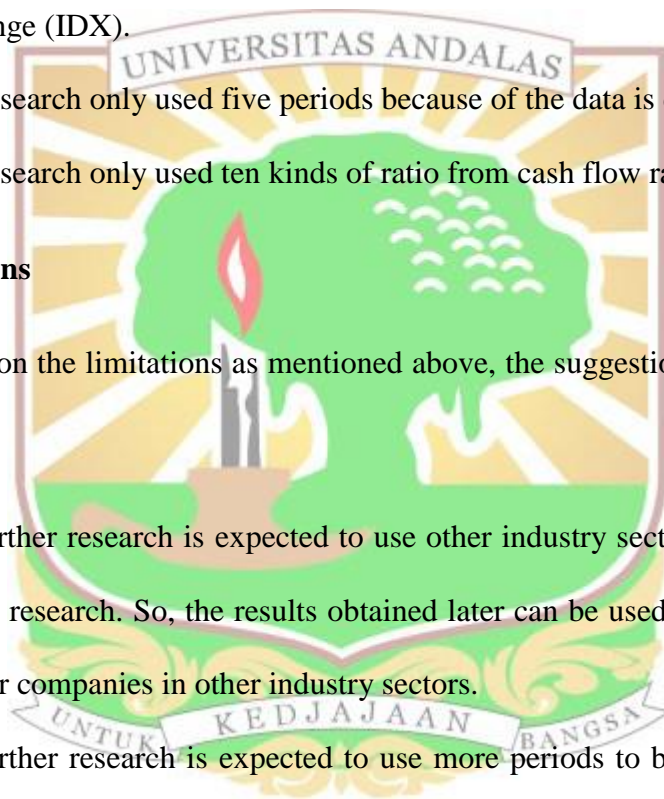 nge (IDX).
UNIVERSITAS ANDALAS
search only used five periods because of the data is
search only used ten kinds of ratio from cash flow ra
ns
on the limitations as mentioned above, the suggestio
rther research is expected to use other industry sect
research. So, the results obtained later can be used
r companies in other industry sectors.
UNTUK KEDJAJAAN BANGSA
rther research is expected to use more periods to b